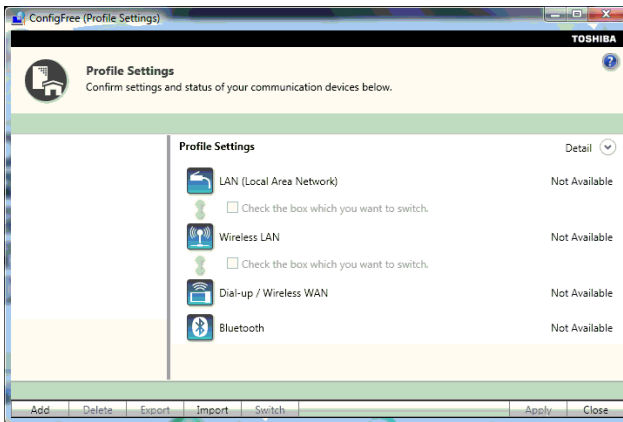 ConfigFree (Profile Settings)
TOSHIBA
Profile Settings
Confirm settings and status of your communication devices below.
Profile Settings Detail
LAN (Local Area Network) Not Available
Check the box which you want to switch.
Wireless LAN Not Available
Check the box which you want to switch.
Dial-up / Wireless WAN Not Available
Bluetooth Not Available
Add Delete Export Import Switch Apply Close